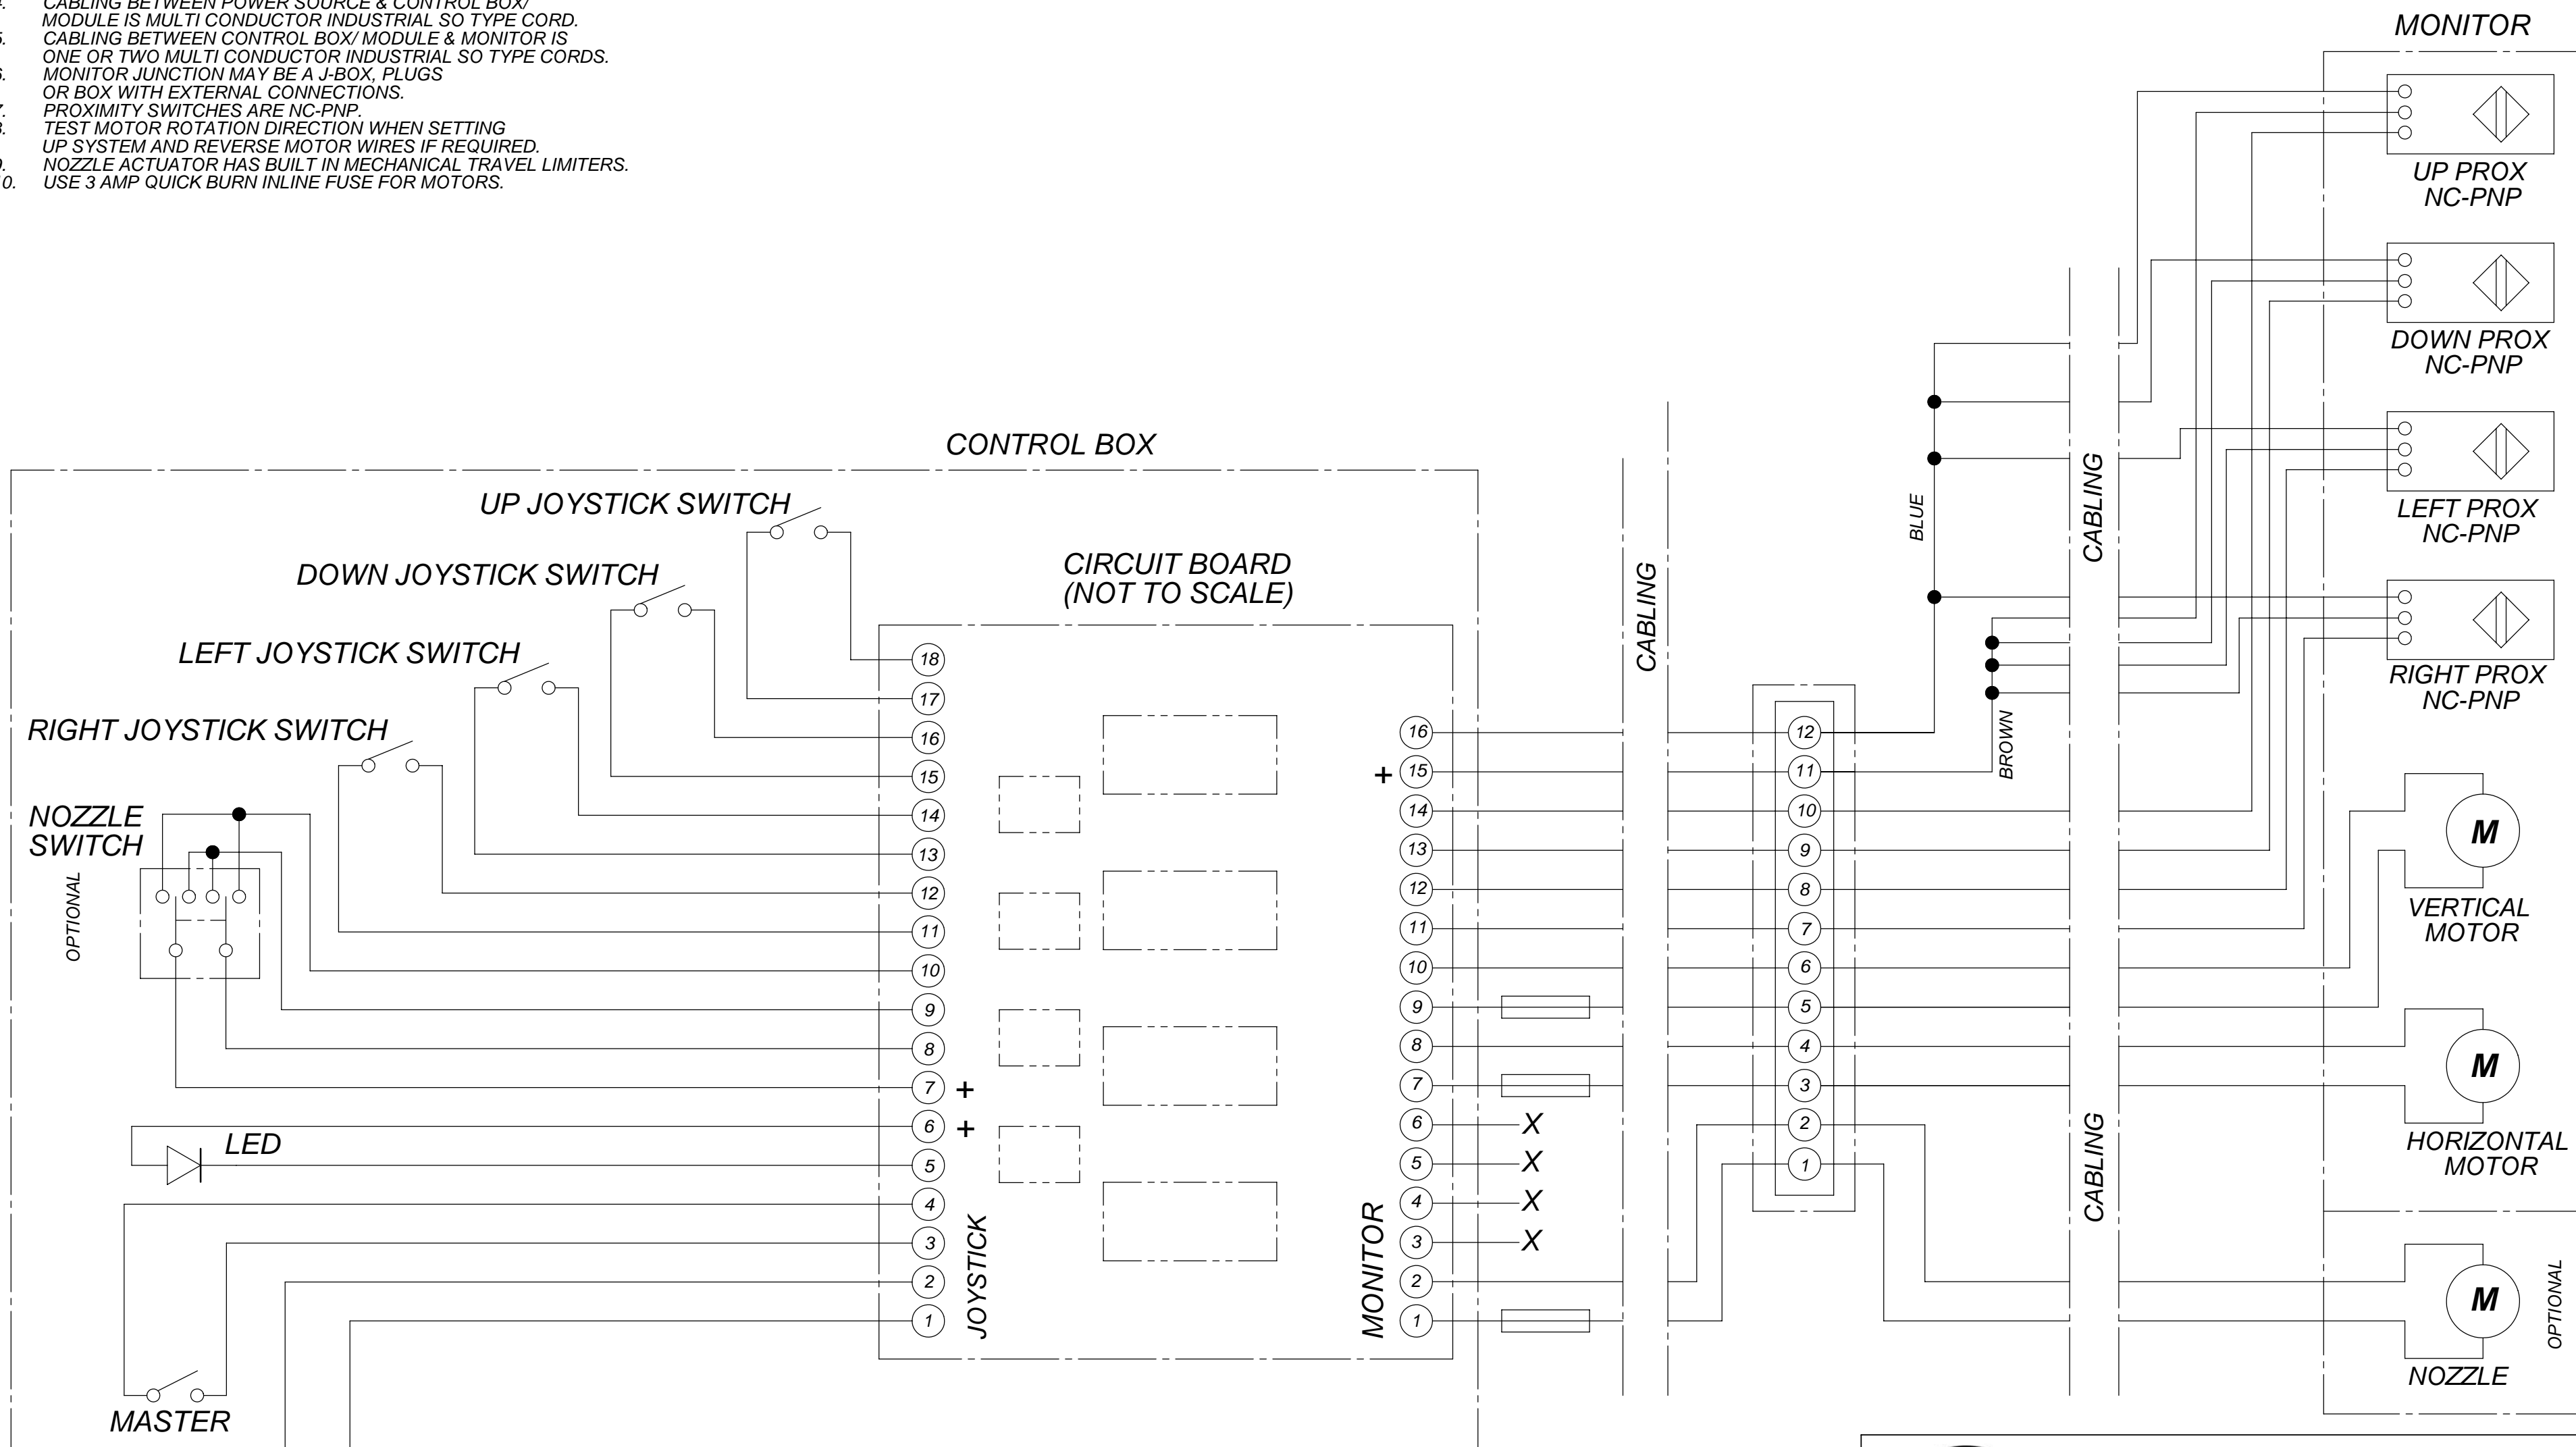 4. CABLING BETWEEN POWER SOURCE & CONTROL BOX/
MODULE IS MULTI CONDUCTOR INDUSTRIAL SO TYPE CORD.
5. CABLING BETWEEN CONTROL BOX/ MODULE & MONITOR IS
ONE OR TWO MULTI CONDUCTOR INDUSTRIAL SO TYPE CORDS.
6. MONITOR JUNCTION MAY BE A J-BOX, PLUGS
OR BOX WITH EXTERNAL CONNECTIONS.
7. PROXIMITY SWITCHES ARE NC-PNP.
8. TEST MOTOR ROTATION DIRECTION WHEN SETTING
UP SYSTEM AND REVERSE MOTOR WIRES IF REQUIRED.
9. NOZZLE ACTUATOR HAS BUILT IN MECHANICAL TRAVEL LIMITERS.
10. USE 3 AMP QUICK BURN INLINE FUSE FOR MOTORS.
CONTROL BOX
UP JOYSTICK SWITCH
DOWN JOYSTICK SWITCH
LEFT JOYSTICK SWITCH
RIGHT JOYSTICK SWITCH
NOZZLE
SWITCH
OPTIONAL
LED
MASTER
CIRCUIT BOARD
(NOT TO SCALE)
18
17
16
15
14
13
12
11
10
9
8
7 +
6 +
5
4
3
2
1
JOYSTICK
MONITOR
16
+ 15
14
13
12
11
10
9
8
7
6 X
5 X
4 X
3 X
2
1
CABLING
12
11
10
9
8
7
6
5
4
3
2
1
BLUE
BROWN
CABLING
CABLING
MONITOR
UP PROX
NC-PNP
DOWN PROX
NC-PNP
LEFT PROX
NC-PNP
RIGHT PROX
NC-PNP
M
VERTICAL
MOTOR
M
HORIZONTAL
MOTOR
M
NOZZLE
OPTIONAL